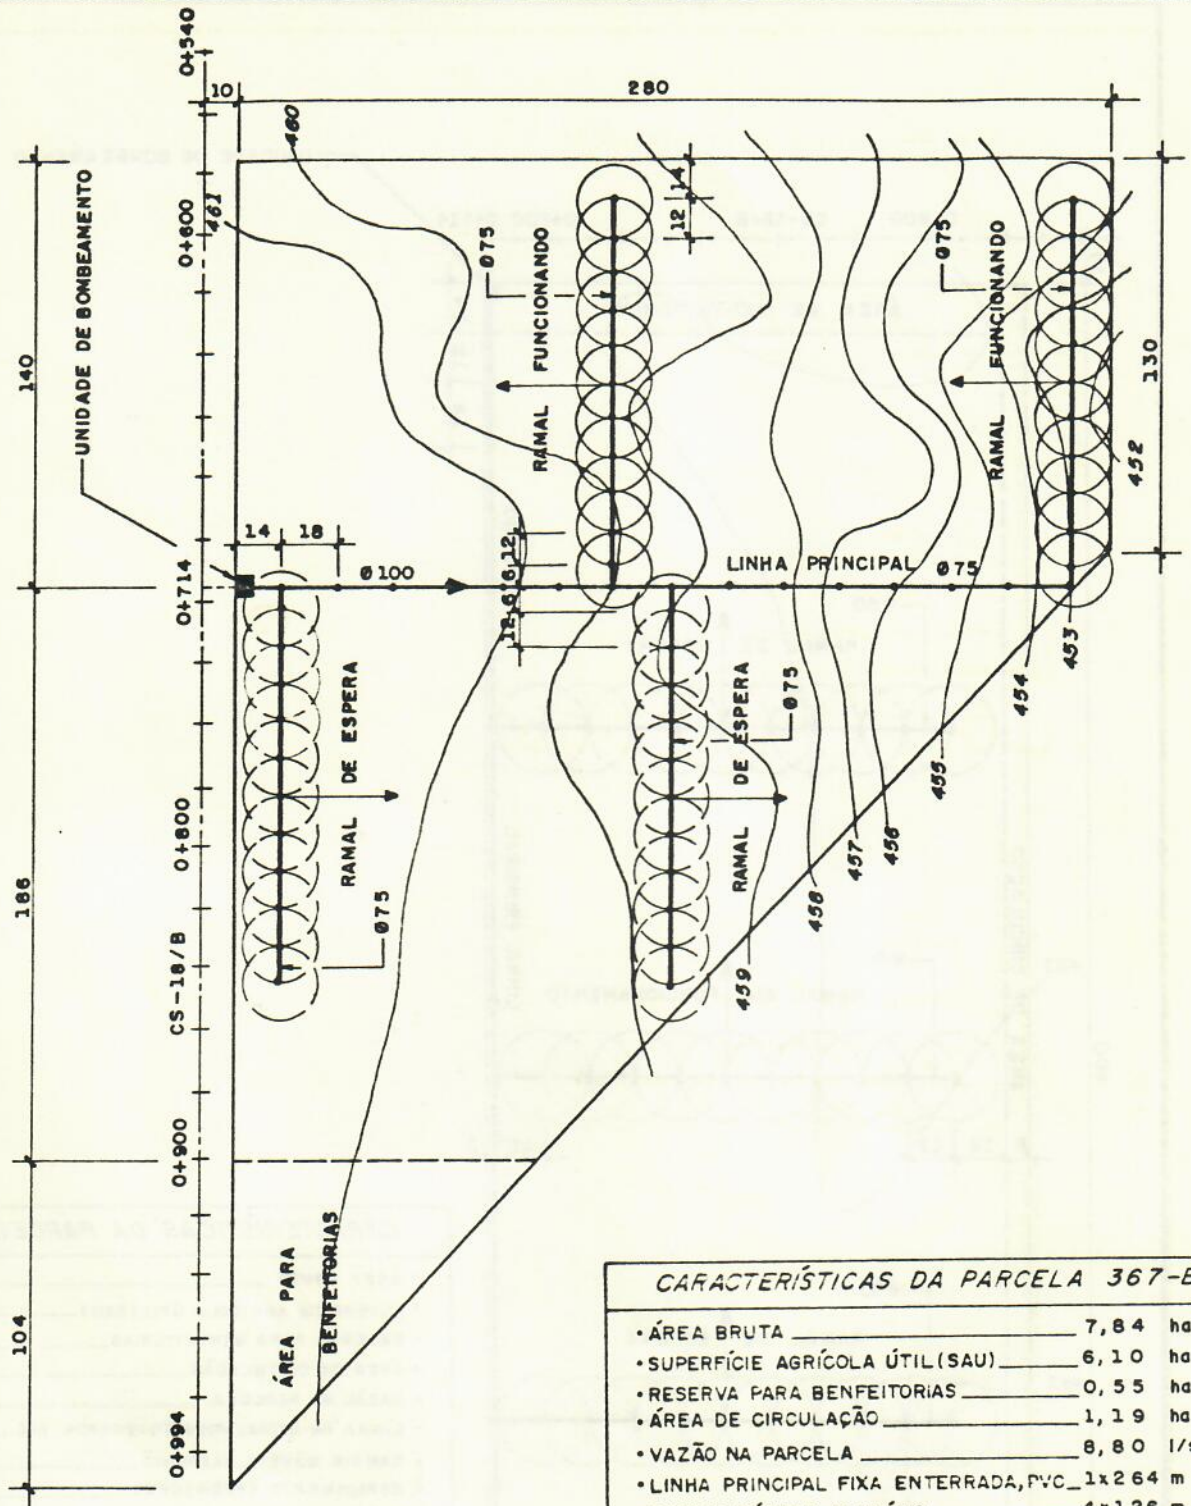 0+540
10
280
460
461
UNIDADE DE BOMBEAMENTO
0+600
140
14
12
Ø75
RAMAL FUNCIONANDO
Ø75
RAMAL FUNCIONANDO
130
452
14
18
Ø100
12
6
6
12
LINHA PRINCIPAL Ø75
0+714
453
454
455
456
457
458
459
RAMAL DE ESPERA
Ø75
RAMAL DE ESPERA
Ø75
0+800
186
CS-18/B
0+900
ÁREA PARA
BENFEITORIAS
104
0+994
CARACTERÍSTICAS DA PARCELA 367-B
• ÁREA BRUTA 7,84 ha
• SUPERFÍCIE AGRÍCOLA ÚTIL(SAU) 6,10 ha
• RESERVA PARA BENFEITORIAS 0,55 ha
• ÁREA DE CIRCULAÇÃO 1,19 ha
• VAZÃO NA PARCELA 8,80 l/s
• LINHA PRINCIPAL FIXA ENTERRADA, PVC 1x264 m